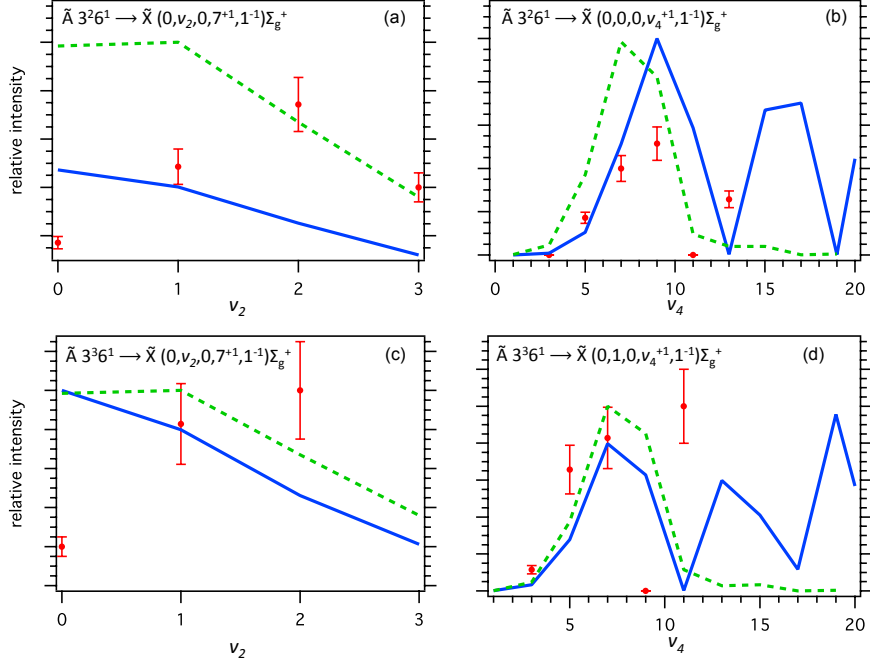 Ã 3²6¹ ⟶ X̃ (0,v₂,0,7⁺¹,1⁻¹)Σg⁺ (a)
relative intensity
0 1 2 3
v₂
Ã 3²6¹ ⟶ X̃ (0,0,0,v₄⁺¹,1⁻¹)Σg⁺ (b)
0 5 10 15 20
v₄
Ã 3³6¹ ⟶ X̃ (0,v₂,0,7⁺¹,1⁻¹)Σg⁺ (c)
relative intensity
0 1 2 3
v₂
Ã 3³6¹ ⟶ X̃ (0,1,0,v₄⁺¹,1⁻¹)Σg⁺ (d)
5 10 15 20
v₄